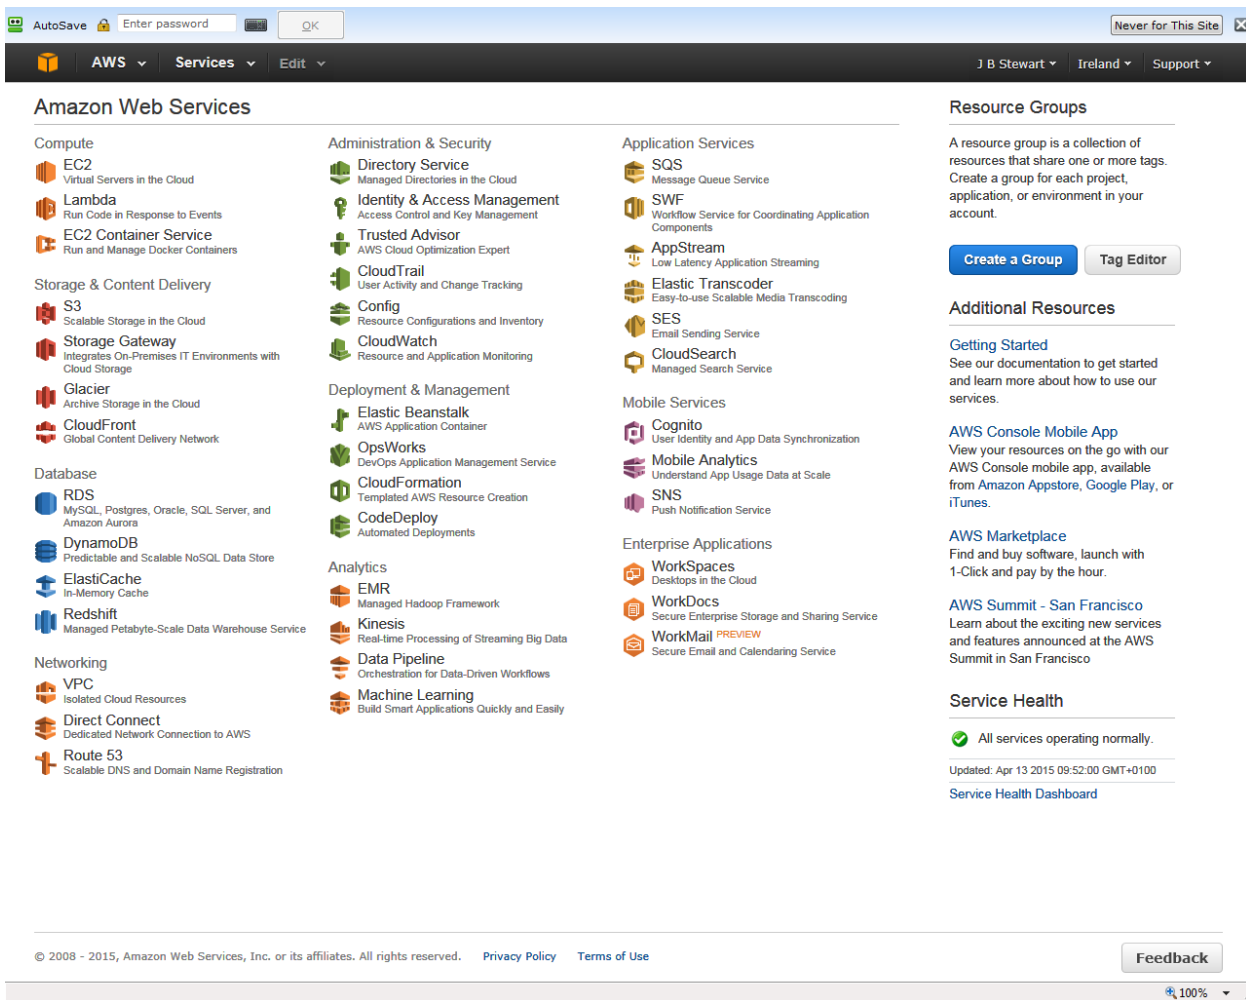 AutoSave Enter password OK Never for This Site
AWS Services Edit J B Stewart Ireland Support
Amazon Web Services
Compute
EC2
Virtual Servers in the Cloud
Lambda
Run Code in Response to Events
EC2 Container Service
Run and Manage Docker Containers
Storage & Content Delivery
S3
Scalable Storage in the Cloud
Storage Gateway
Integrates On-Premises IT Environments with
Cloud Storage
Glacier
Archive Storage in the Cloud
CloudFront
Global Content Delivery Network
Database
RDS
MySQL, Postgres, Oracle, SQL Server, and
Amazon Aurora
DynamoDB
Predictable and Scalable NoSQL Data Store
ElastiCache
In-Memory Cache
Redshift
Managed Petabyte-Scale Data Warehouse Service
Networking
VPC
Isolated Cloud Resources
Direct Connect
Dedicated Network Connection to AWS
Route 53
Scalable DNS and Domain Name Registration
Administration & Security
Directory Service
Managed Directories in the Cloud
Identity & Access Management
Access Control and Key Management
Trusted Advisor
AWS Cloud Optimization Expert
CloudTrail
User Activity and Change Tracking
Config
Resource Configurations and Inventory
CloudWatch
Resource and Application Monitoring
Deployment & Management
Elastic Beanstalk
AWS Application Container
OpsWorks
DevOps Application Management Service
CloudFormation
Templated AWS Resource Creation
CodeDeploy
Automated Deployments
Analytics
EMR
Managed Hadoop Framework
Kinesis
Real-time Processing of Streaming Big Data
Data Pipeline
Orchestration for Data-Driven Workflows
Machine Learning
Build Smart Applications Quickly and Easily
Application Services
SQS
Message Queue Service
SWF
Workflow Service for Coordinating Application
Components
AppStream
Low Latency Application Streaming
Elastic Transcoder
Easy-to-use Scalable Media Transcoding
SES
Email Sending Service
CloudSearch
Managed Search Service
Mobile Services
Cognito
User Identity and App Data Synchronization
Mobile Analytics
Understand App Usage Data at Scale
SNS
Push Notification Service
Enterprise Applications
WorkSpaces
Desktops in the Cloud
WorkDocs
Secure Enterprise Storage and Sharing Service
WorkMail PREVIEW
Secure Email and Calendaring Service
Resource Groups
A resource group is a collection of
resources that share one or more tags.
Create a group for each project,
application, or environment in your
account.
Create a Group Tag Editor
Additional Resources
Getting Started
See our documentation to get started
and learn more about how to use our
services.
AWS Console Mobile App
View your resources on the go with our
AWS Console mobile app, available
from Amazon Appstore, Google Play, or
iTunes.
AWS Marketplace
Find and buy software, launch with
1-Click and pay by the hour.
AWS Summit - San Francisco
Learn about the exciting new services
and features announced at the AWS
Summit in San Francisco
Service Health
All services operating normally.
Updated: Apr 13 2015 09:52:00 GMT+0100
Service Health Dashboard
© 2008 - 2015, Amazon Web Services, Inc. or its affiliates. All rights reserved. Privacy Policy Terms of Use Feedback
100%